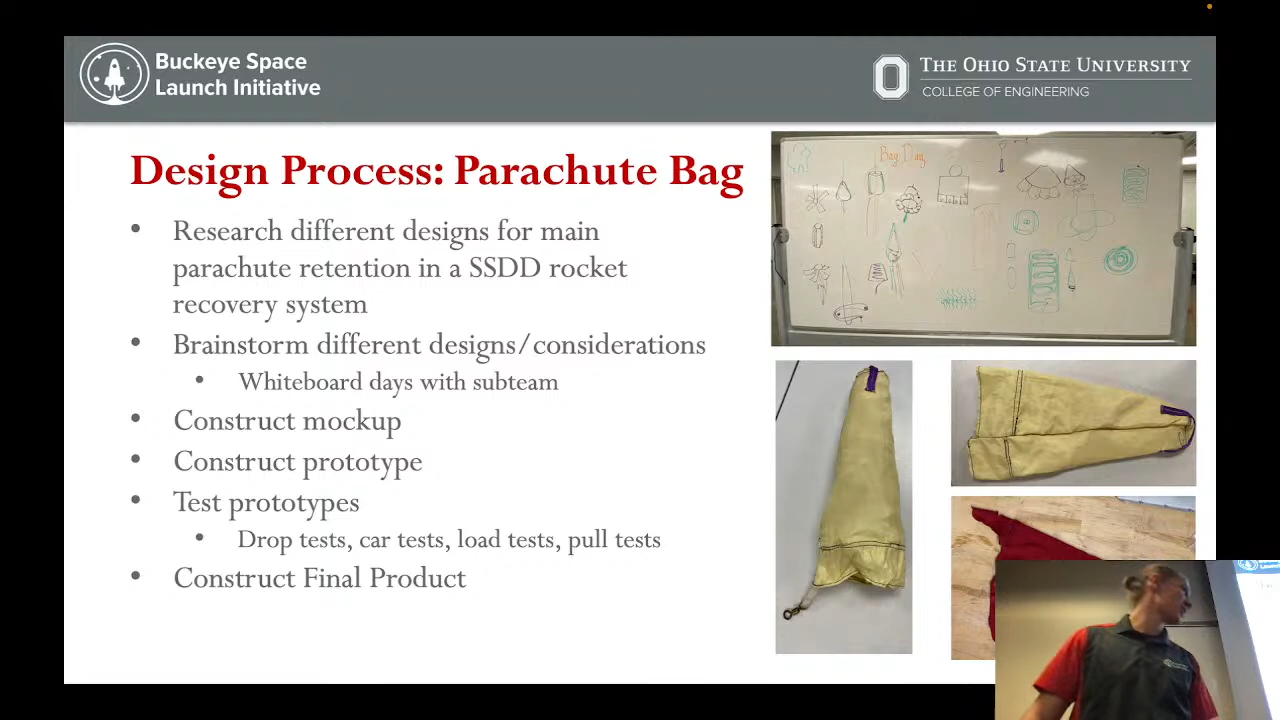 Buckeye Space
Launch Initiative
THE OHIO STATE UNIVERSITY
COLLEGE OF ENGINEERING
Design Process: Parachute Bag
• Research different designs for main
parachute retention in a SSDD rocket
recovery system
• Brainstorm different designs/considerations
• Whiteboard days with subteam
• Construct mockup
• Construct prototype
• Test prototypes
• Drop tests, car tests, load tests, pull tests
• Construct Final Product
Bag Day